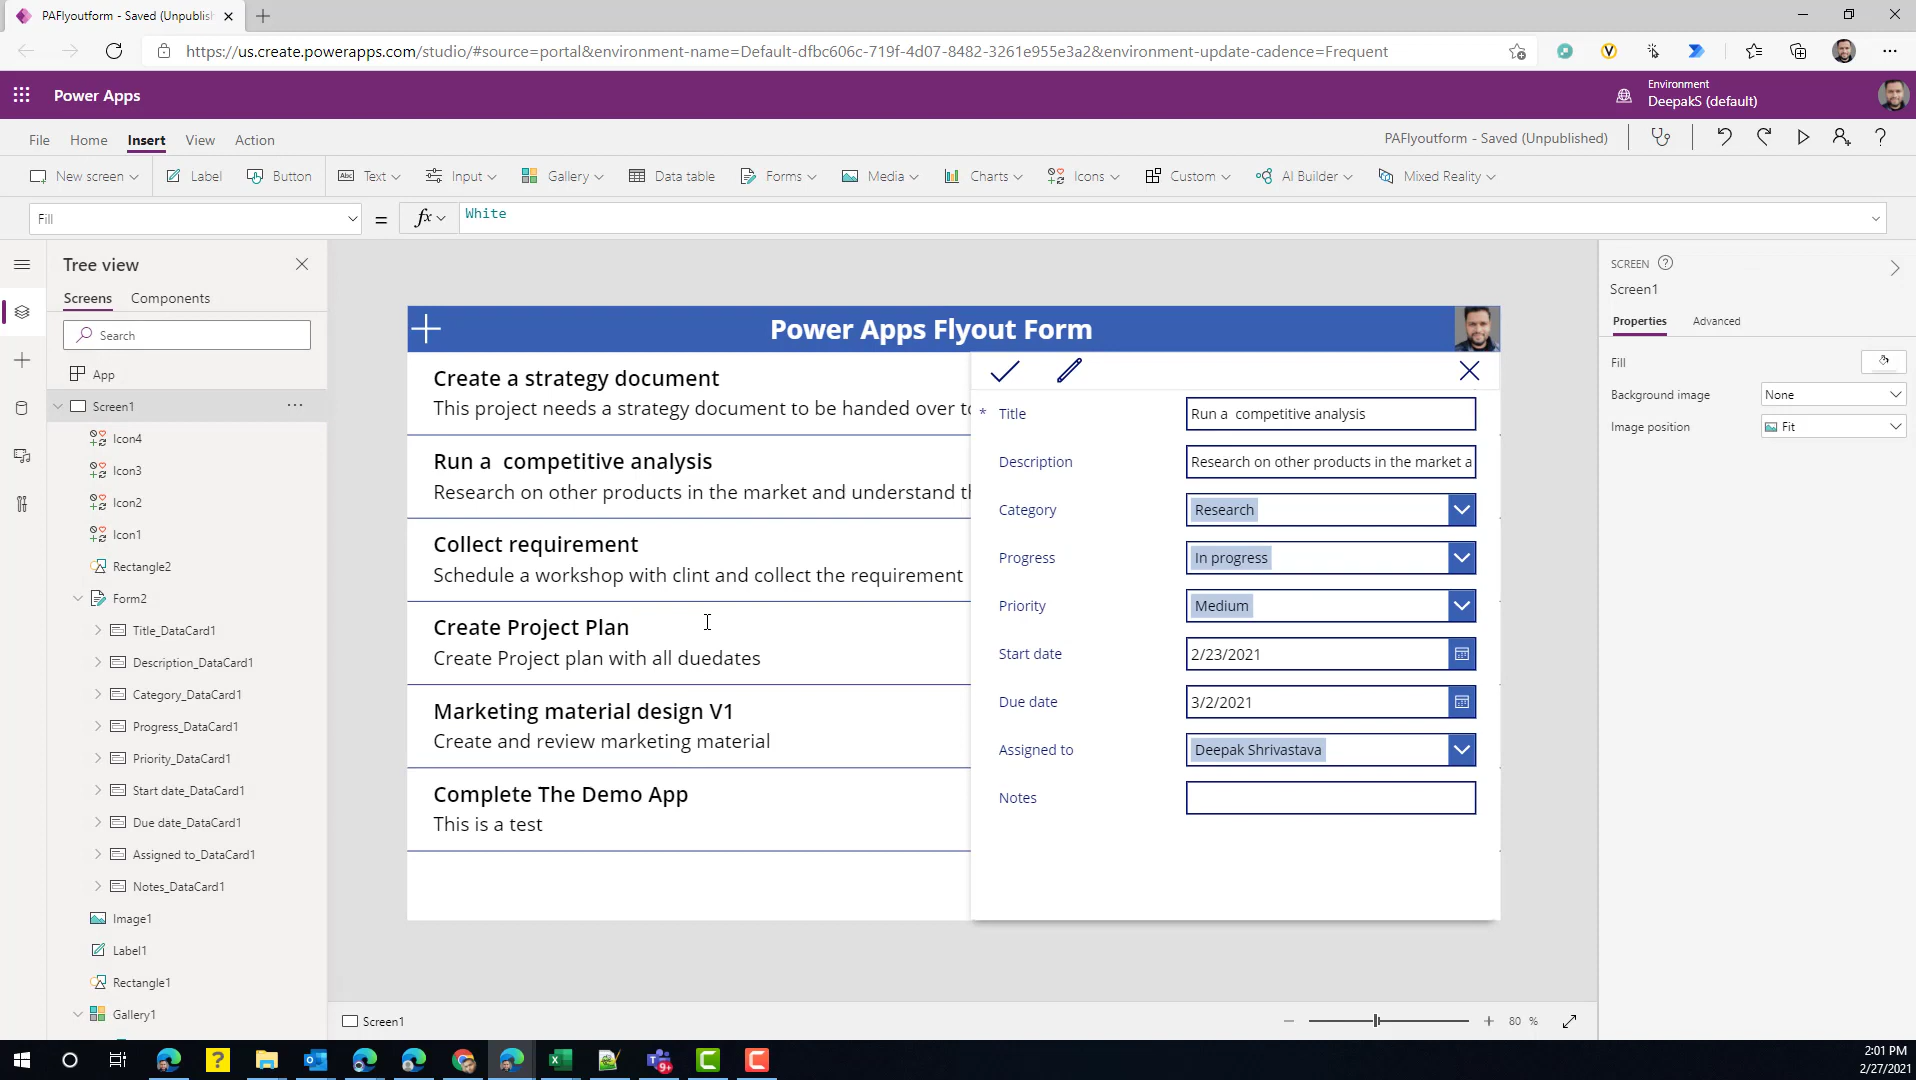 PAFlyoutform - Saved (Unpublish
https://us.create.powerapps.com/studio/#source=portal&environment-name=Default-dfbc606c-719f-4d07-8482-3261e955e3a2&environment-update-cadence=Frequent
Power Apps
Environment
DeepakS (default)
File Home Insert View Action
PAFlyoutform - Saved (Unpublished)
New screen Label Button Text Input Gallery Data table Forms Media Charts Icons Custom AI Builder Mixed Reality
Fill = fx White
Tree view
Screens Components
Search
App
Screen1
Icon4
Icon3
Icon2
Icon1
Rectangle2
Form2
Title_DataCard1
Description_DataCard1
Category_DataCard1
Progress_DataCard1
Priority_DataCard1
Start date_DataCard1
Due date_DataCard1
Assigned to_DataCard1
Notes_DataCard1
Image1
Label1
Rectangle1
Gallery1
Power Apps Flyout Form
Create a strategy document
This project needs a strategy document to be handed over to
Run a  competitive analysis
Research on other products in the market and understand th
Collect requirement
Schedule a workshop with clint and collect the requirement
Create Project Plan
Create Project plan with all duedates
Marketing material design V1
Create and review marketing material
Complete The Demo App
This is a test
* Title Run a  competitive analysis
Description Research on other products in the market a
Category Research
Progress In progress
Priority Medium
Start date 2/23/2021
Due date 3/2/2021
Assigned to Deepak Shrivastava
Notes
SCREEN
Screen1
Properties Advanced
Fill
Background image None
Image position Fit
Screen1
80 %
9+
2:01 PM
2/27/2021